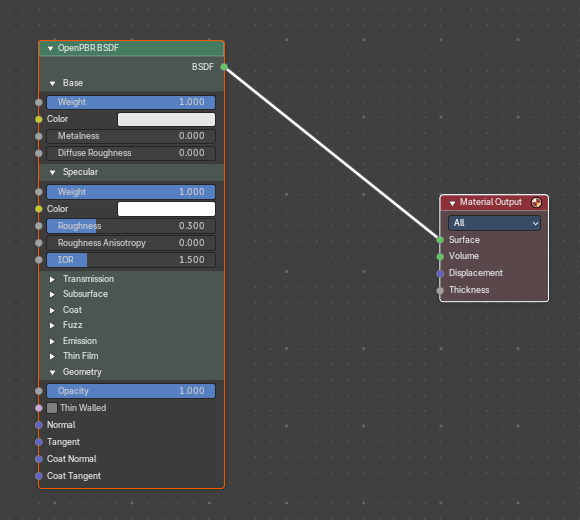 OpenPBR BSDF
BSDF
Base
Weight 1.000
Color
Metalness 0.000
Diffuse Roughness 0.000
Specular
Weight 1.000
Color
Roughness 0.300
Roughness Anisotropy 0.000
IOR 1.500
Transmission
Subsurface
Coat
Fuzz
Emission
Thin Film
Geometry
Opacity 1.000
Thin Walled
Normal
Tangent
Coat Normal
Coat Tangent
Material Output
All
Surface
Volume
Displacement
Thickness